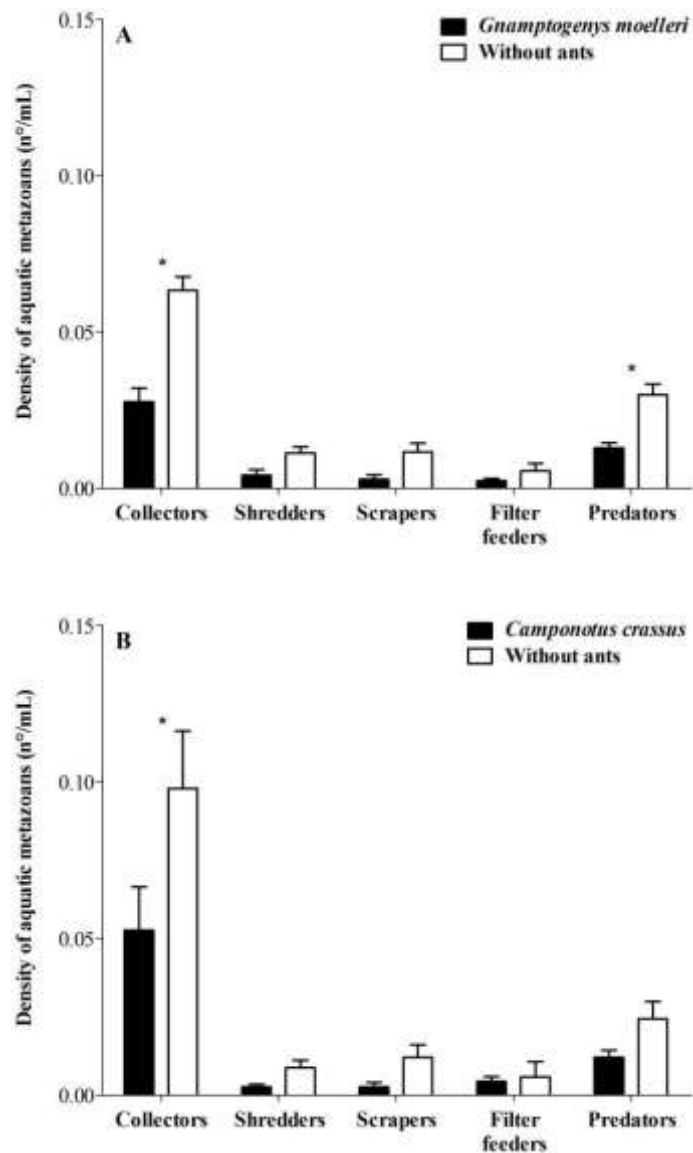 A
Gnamptogenys moelleri
Without ants
Density of aquatic metazoans (n°/mL)
0.15
0.10
0.05
0.00
*
*
Collectors
Shredders
Scrapers
Filter
feeders
Predators
B
Camponotus crassus
Without ants
Density of aquatic metazoans (n°/mL)
0.15
0.10
0.05
0.00
*
Collectors
Shredders
Scrapers
Filter
feeders
Predators